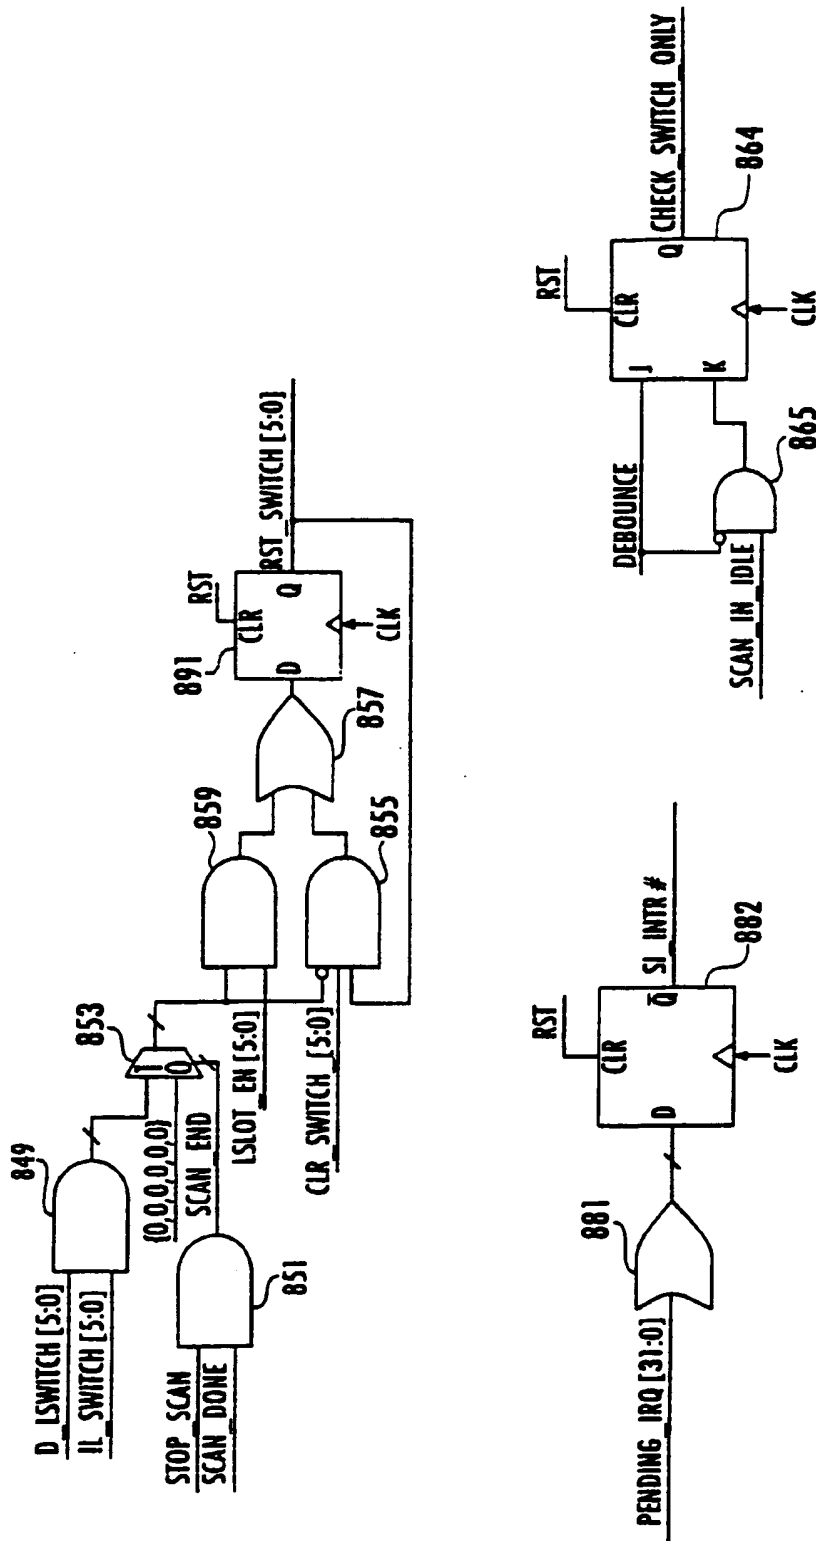 D_LSWITCH [5:0]
IL_SWITCH [5:0]
849
{0,0,0,0,0,0}
SCAN_END
STOP_SCAN
SCAN_DONE
851
853
1
0
LSLOT_EN [5:0]
CLR_SWITCH_[5:0]
859
855
857
891
RST
CLR
D
Q
CLK
RST_SWITCH [5:0]
PENDING_IRQ [31:0]
881
RST
CLR
D
Q
CLK
882
SI_INTR#
SCAN_IN_IDLE
DEBOUNCE
865
RST
CLR
J
K
Q
CLK
864
CHECK_SWITCH_ONLY